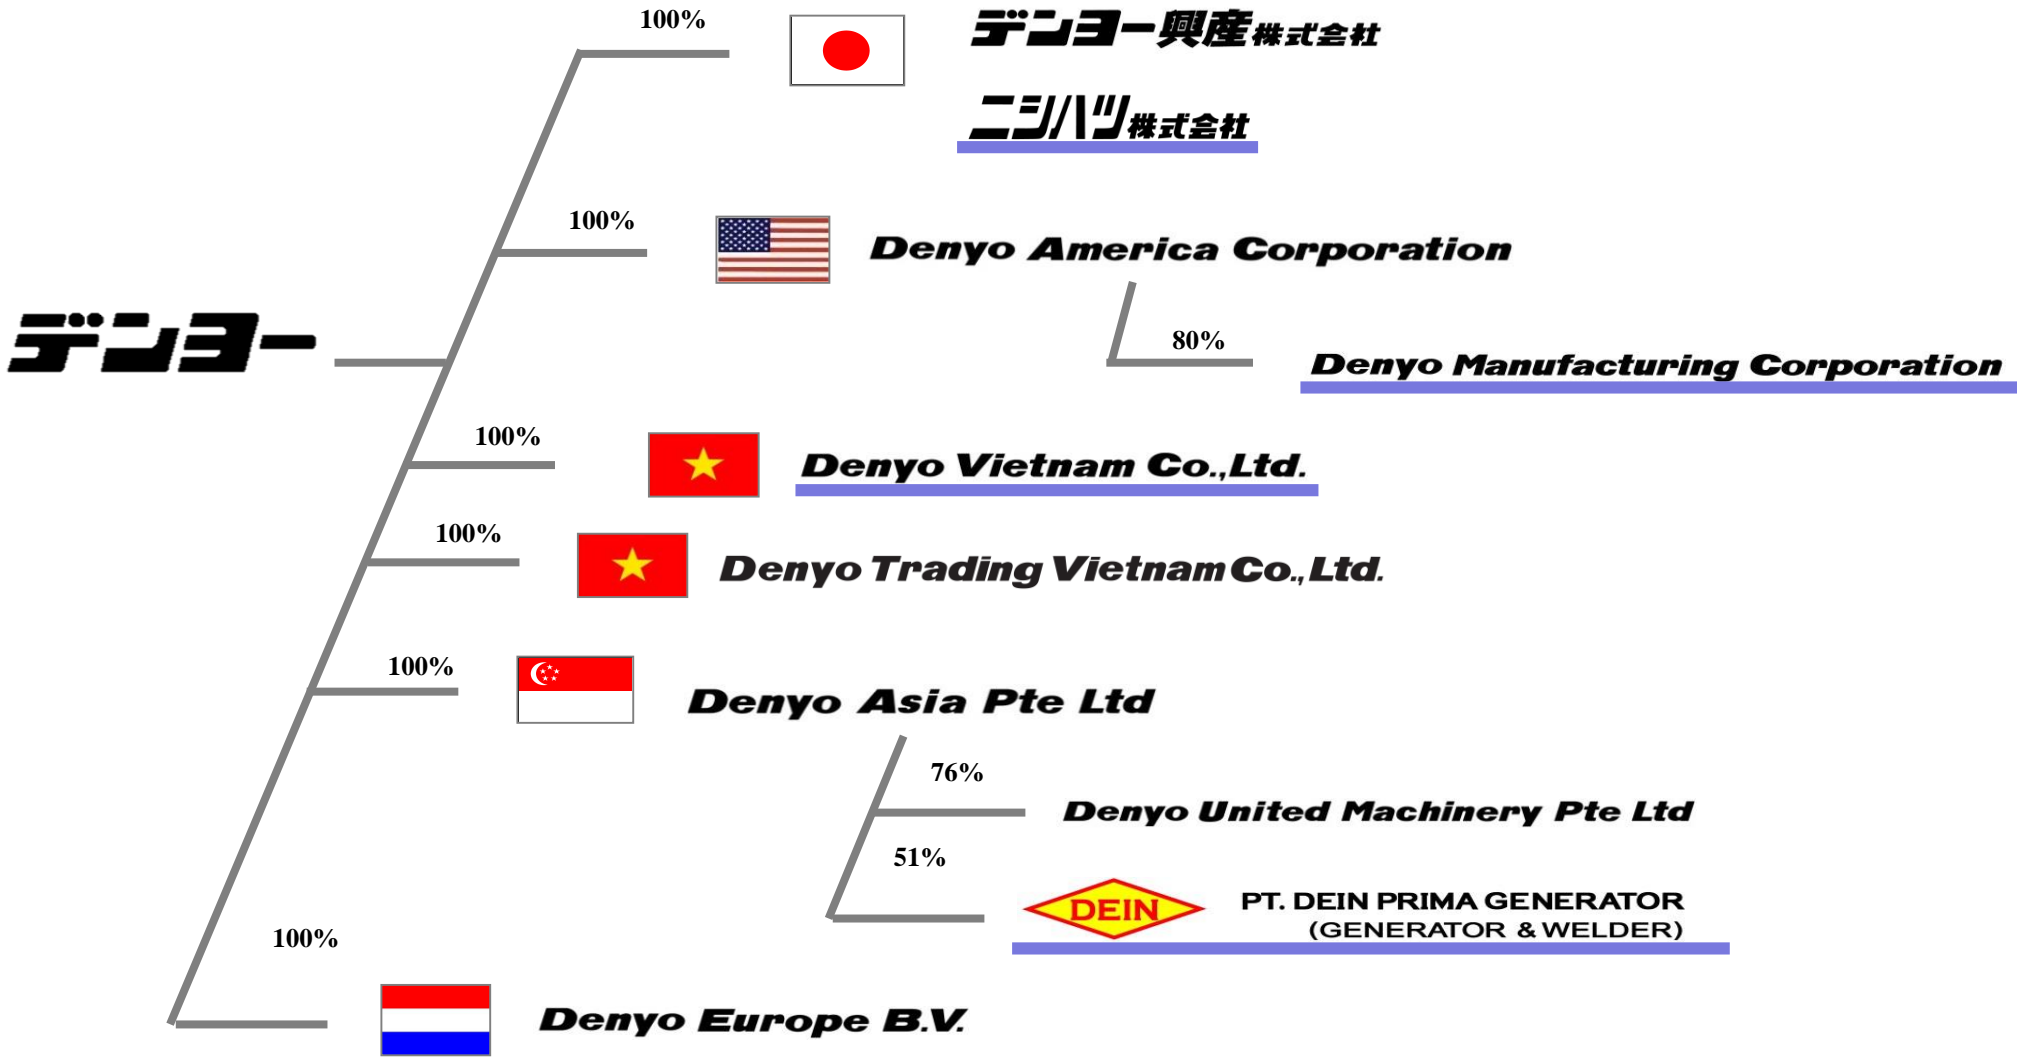 100%
デンヨー興産株式会社
ニシハツ株式会社
100%
Denyo America Corporation
デンヨー
80%
Denyo Manufacturing Corporation
100%
Denyo Vietnam Co.,Ltd.
100%
Denyo Trading Vietnam Co., Ltd.
100%
Denyo Asia Pte Ltd
76%
Denyo United Machinery Pte Ltd
51%
DEIN
PT. DEIN PRIMA GENERATOR
(GENERATOR & WELDER)
100%
Denyo Europe B.V.